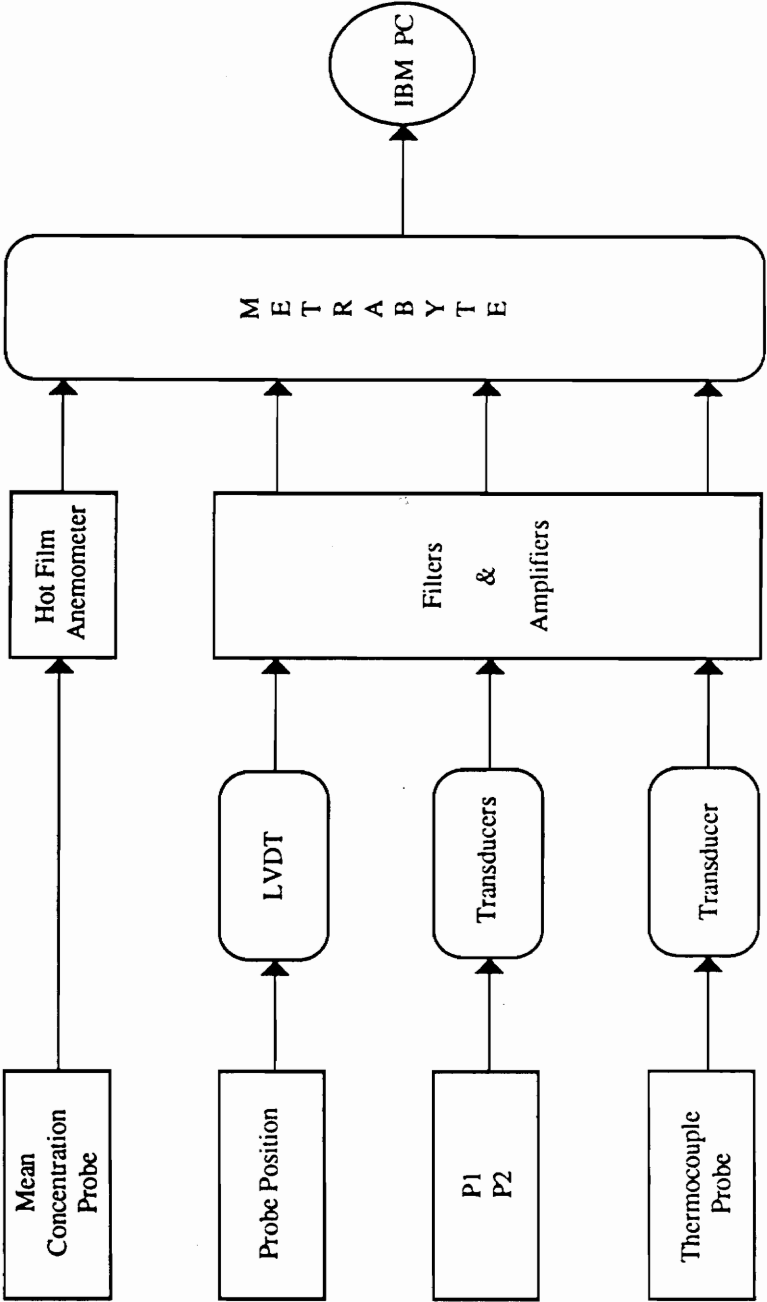 Mean
Concentration
Probe
Hot Film
Anemometer
Probe Position
LVDT
P1
P2
Transducers
Thermocouple
Probe
Transducer
Filters
&
Amplifiers
METRABYTE
IBM PC